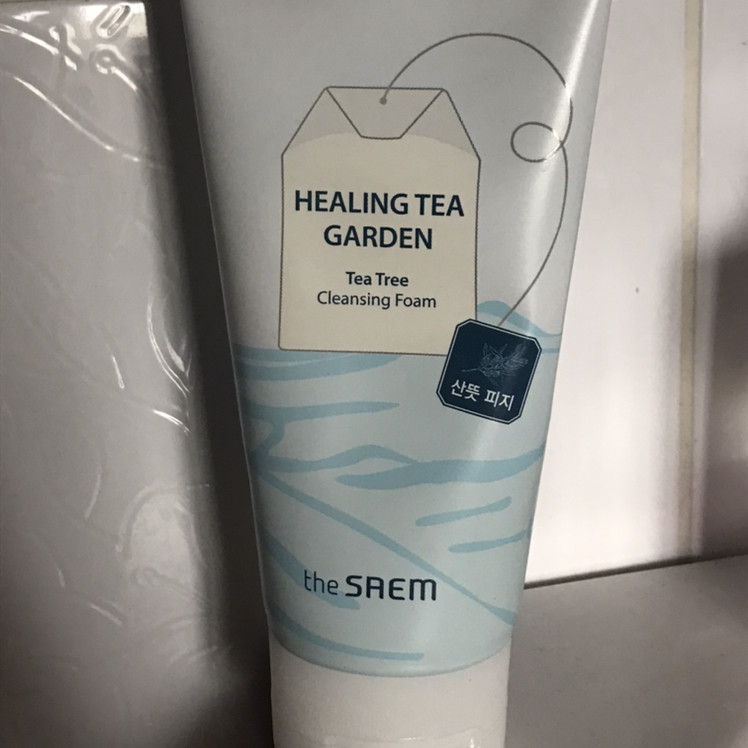 HEALING TEA
GARDEN
Tea Tree
Cleansing Foam
산뜻 피지
the SAEM